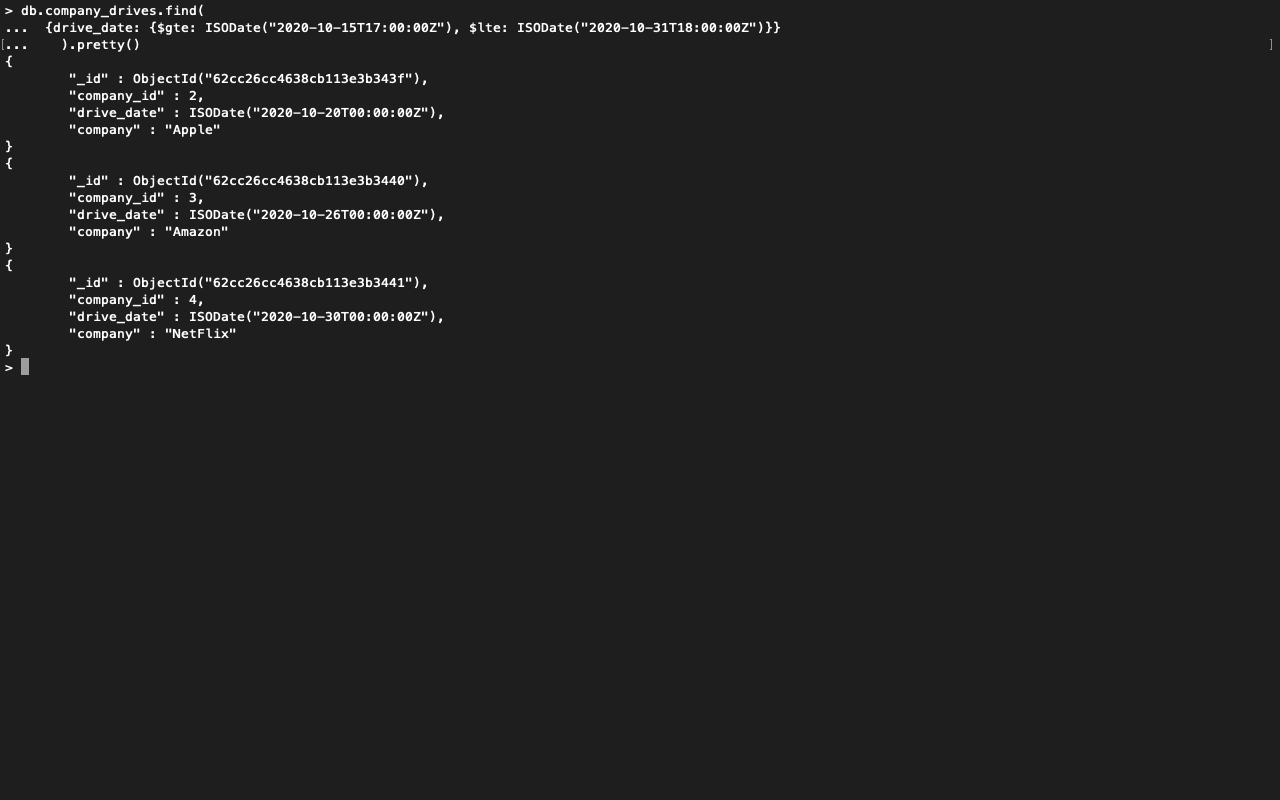 > db.company_drives.find(
...  {drive_date: {$gte: ISODate("2020-10-15T17:00:00Z"), $lte: ISODate("2020-10-31T18:00:00Z")}}
[...    ).pretty() ]
{
        "_id" : ObjectId("62cc26cc4638cb113e3b343f"),
        "company_id" : 2,
        "drive_date" : ISODate("2020-10-20T00:00:00Z"),
        "company" : "Apple"
}
{
        "_id" : ObjectId("62cc26cc4638cb113e3b3440"),
        "company_id" : 3,
        "drive_date" : ISODate("2020-10-26T00:00:00Z"),
        "company" : "Amazon"
}
{
        "_id" : ObjectId("62cc26cc4638cb113e3b3441"),
        "company_id" : 4,
        "drive_date" : ISODate("2020-10-30T00:00:00Z"),
        "company" : "NetFlix"
}
>